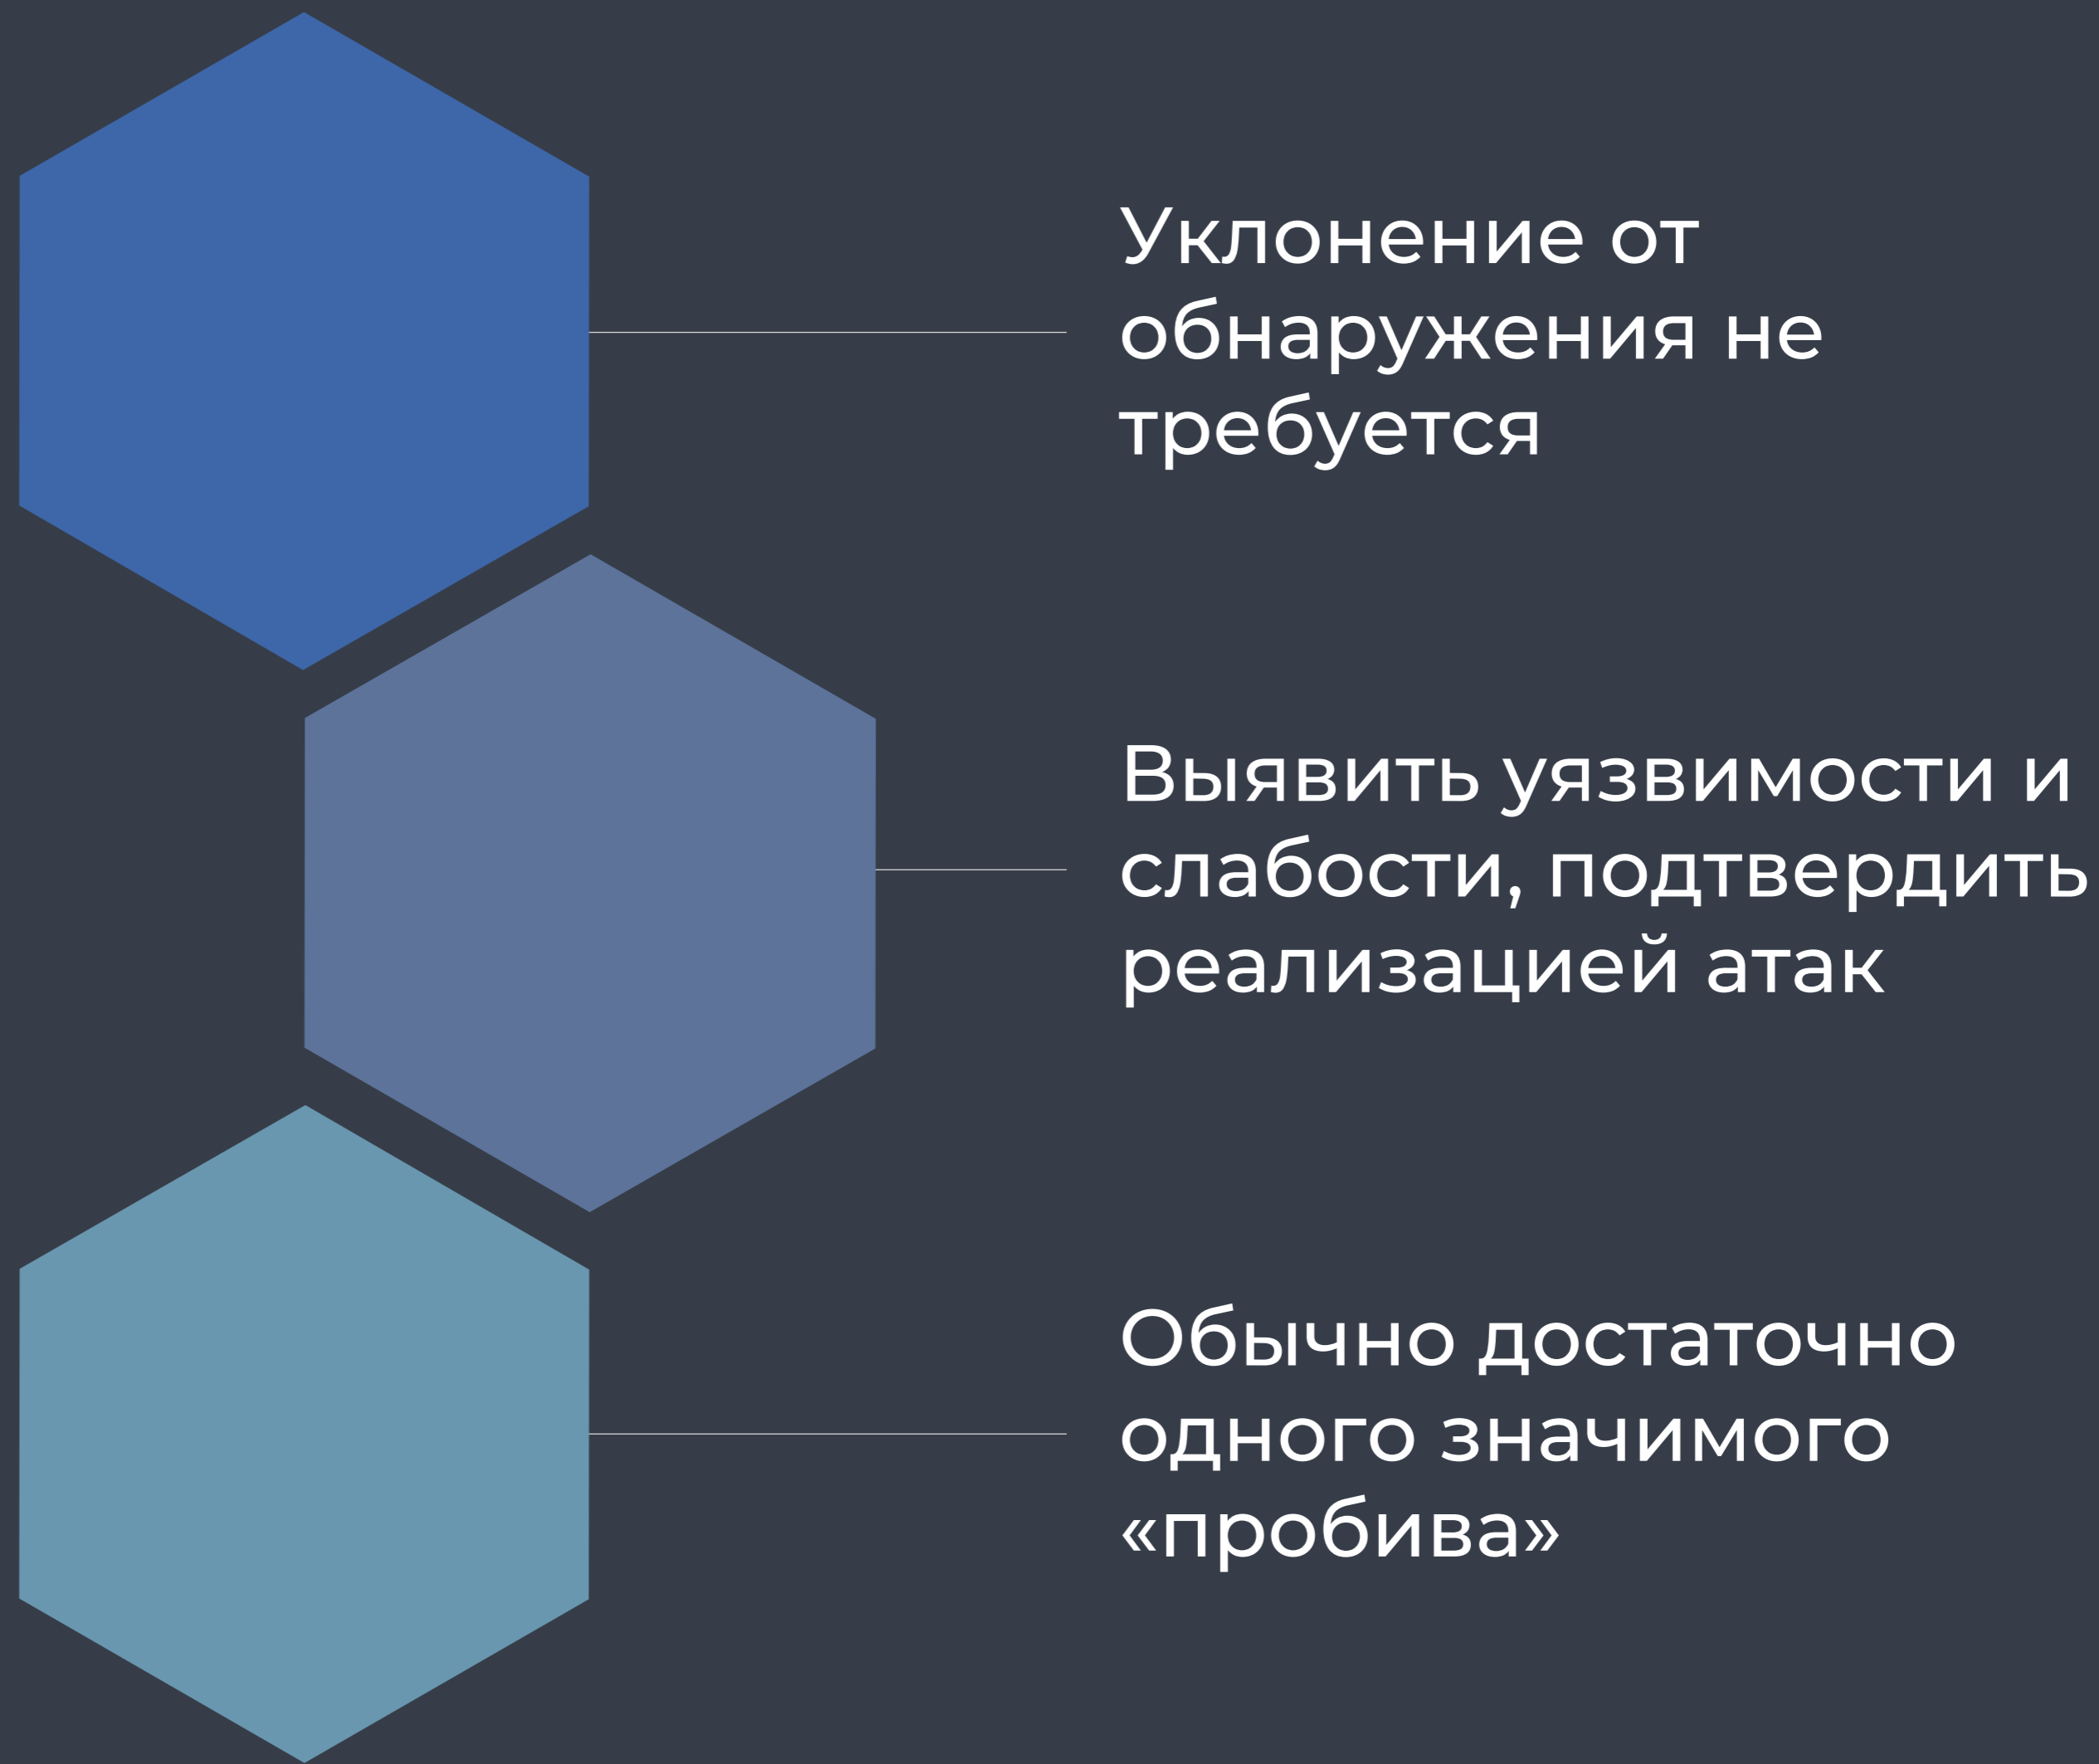 Уклонение от
обнаружения не
требуется
Выявить уязвимости и
слабости, подтвердить
реализацией атак
Обычно достаточно
одного значимого
«пробива»